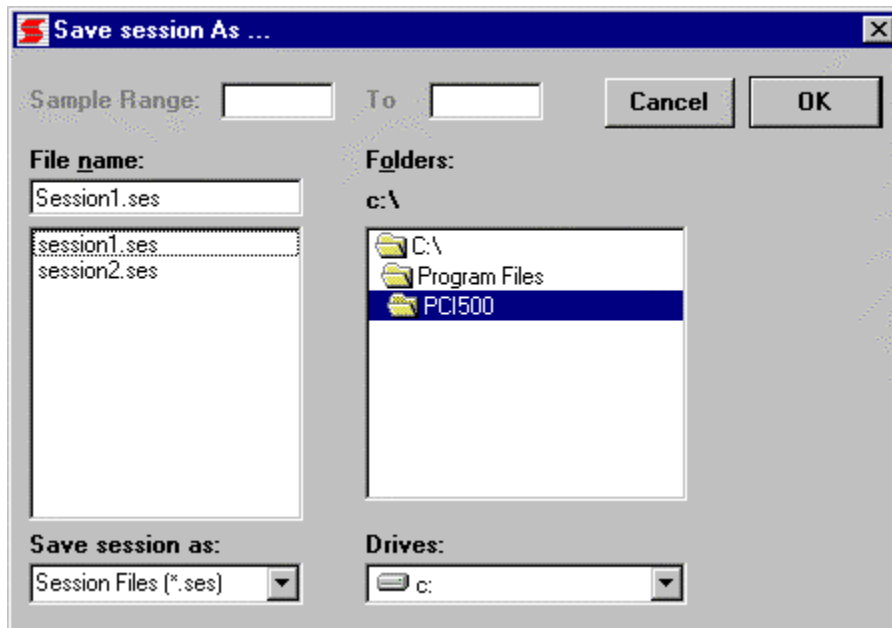 Save session As ...
Sample Range: To Cancel OK
File name: Folders:
Session1.ses c:\
session1.ses C:\
session2.ses Program Files
PCI500
Save session as: Drives:
Session Files (*.ses) c: